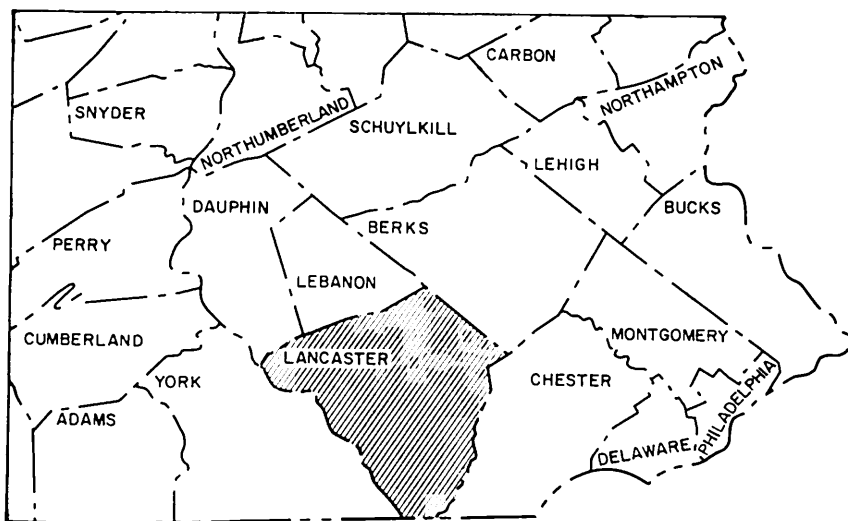 CARBON
NORTHAMPTON
SNYDER
NORTHUMBERLAND
SCHUYLKILL
LEHIGH
DAUPHIN
BUCKS
BERKS
PERRY
LEBANON
CUMBERLAND
LANCASTER
MONTGOMERY
YORK
CHESTER
PHILADELPHIA
ADAMS
DELAWARE